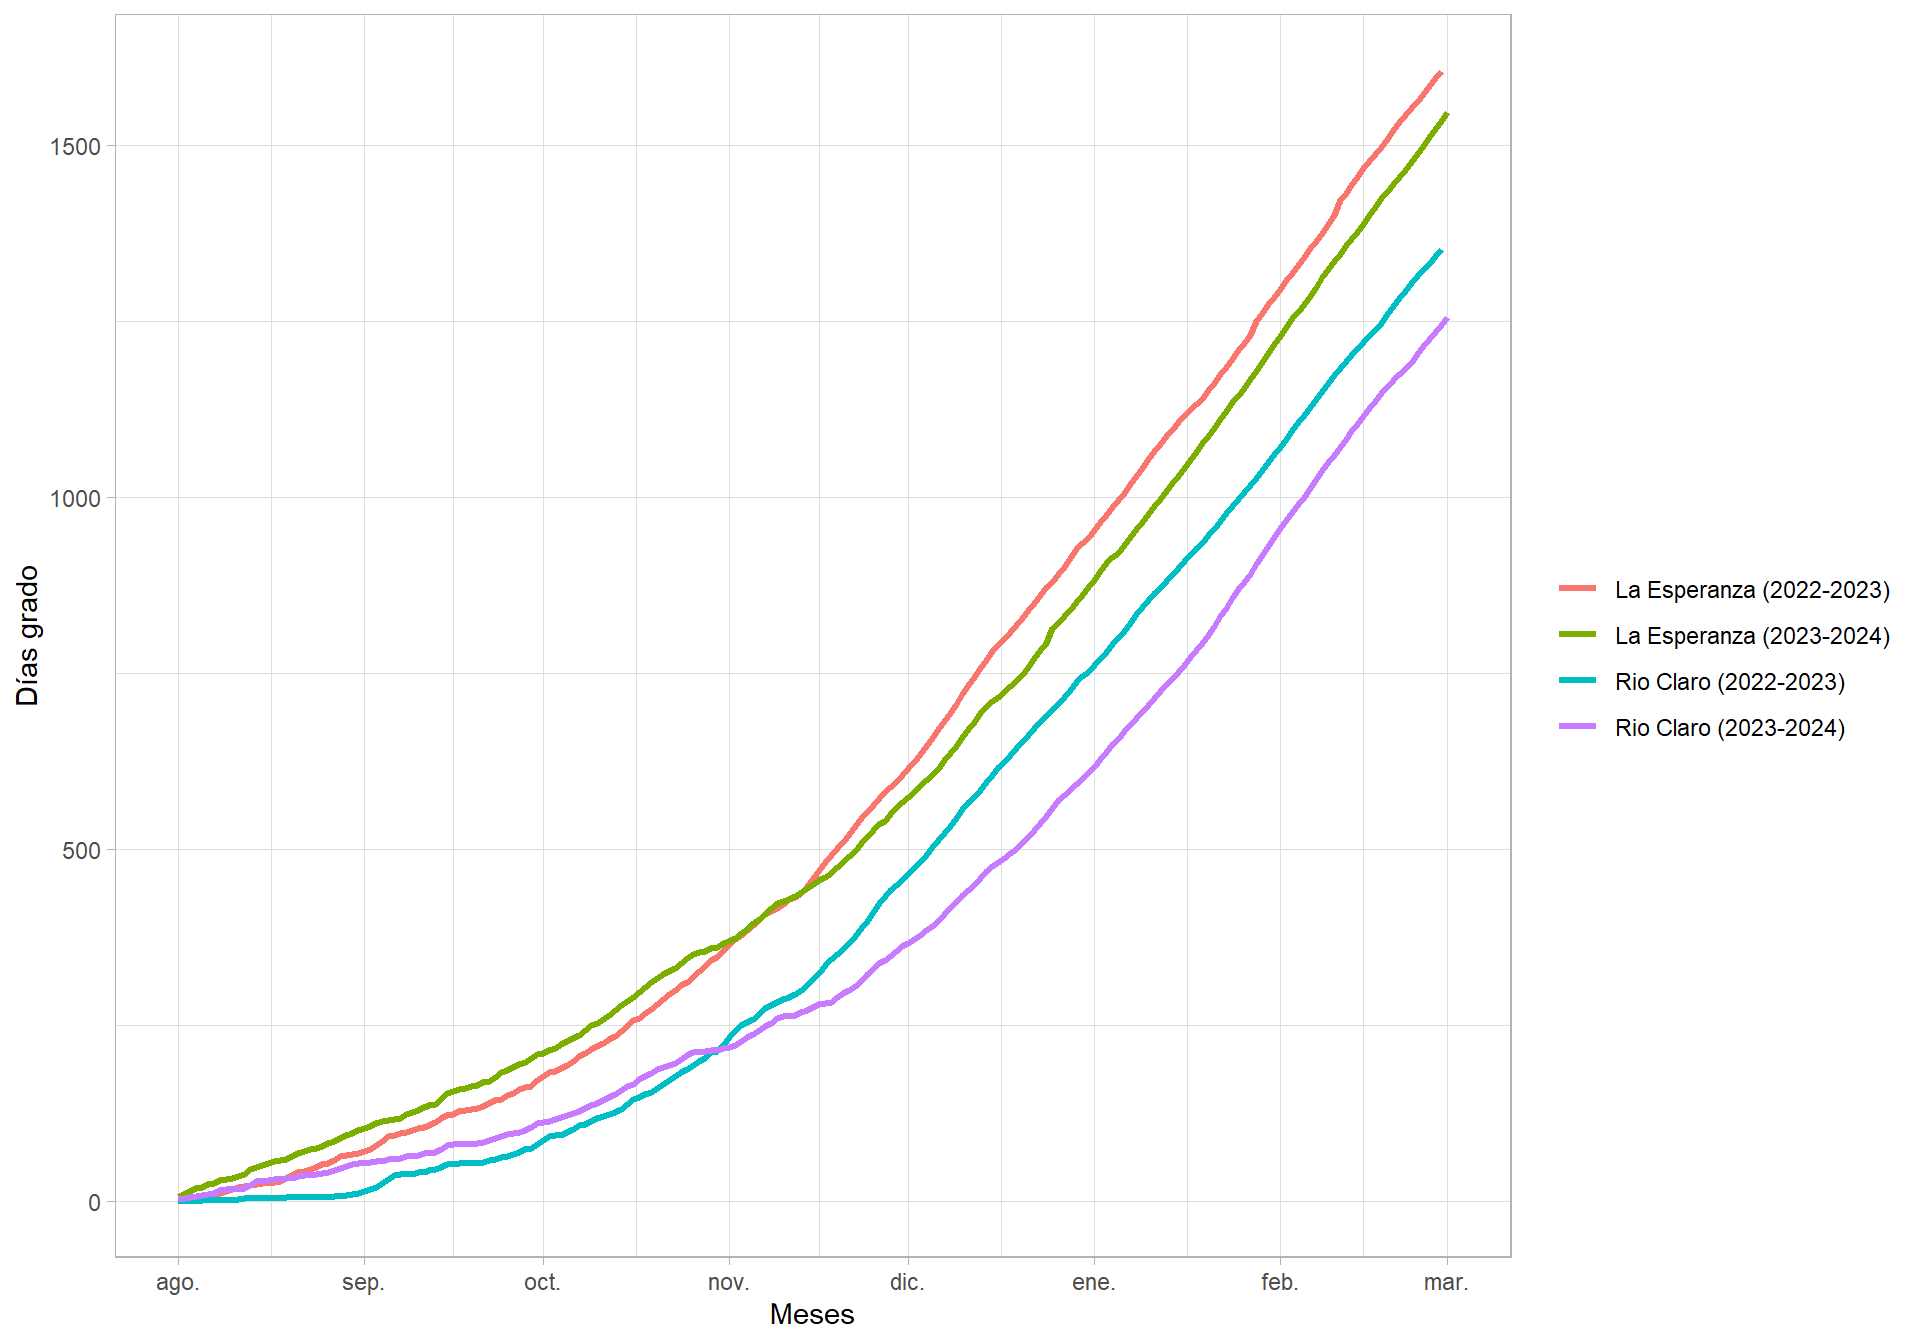 1500
1000
500
0
Días grado
ago. sep. oct. nov. dic. ene. feb. mar.
Meses
La Esperanza (2022-2023)
La Esperanza (2023-2024)
Rio Claro (2022-2023)
Rio Claro (2023-2024)